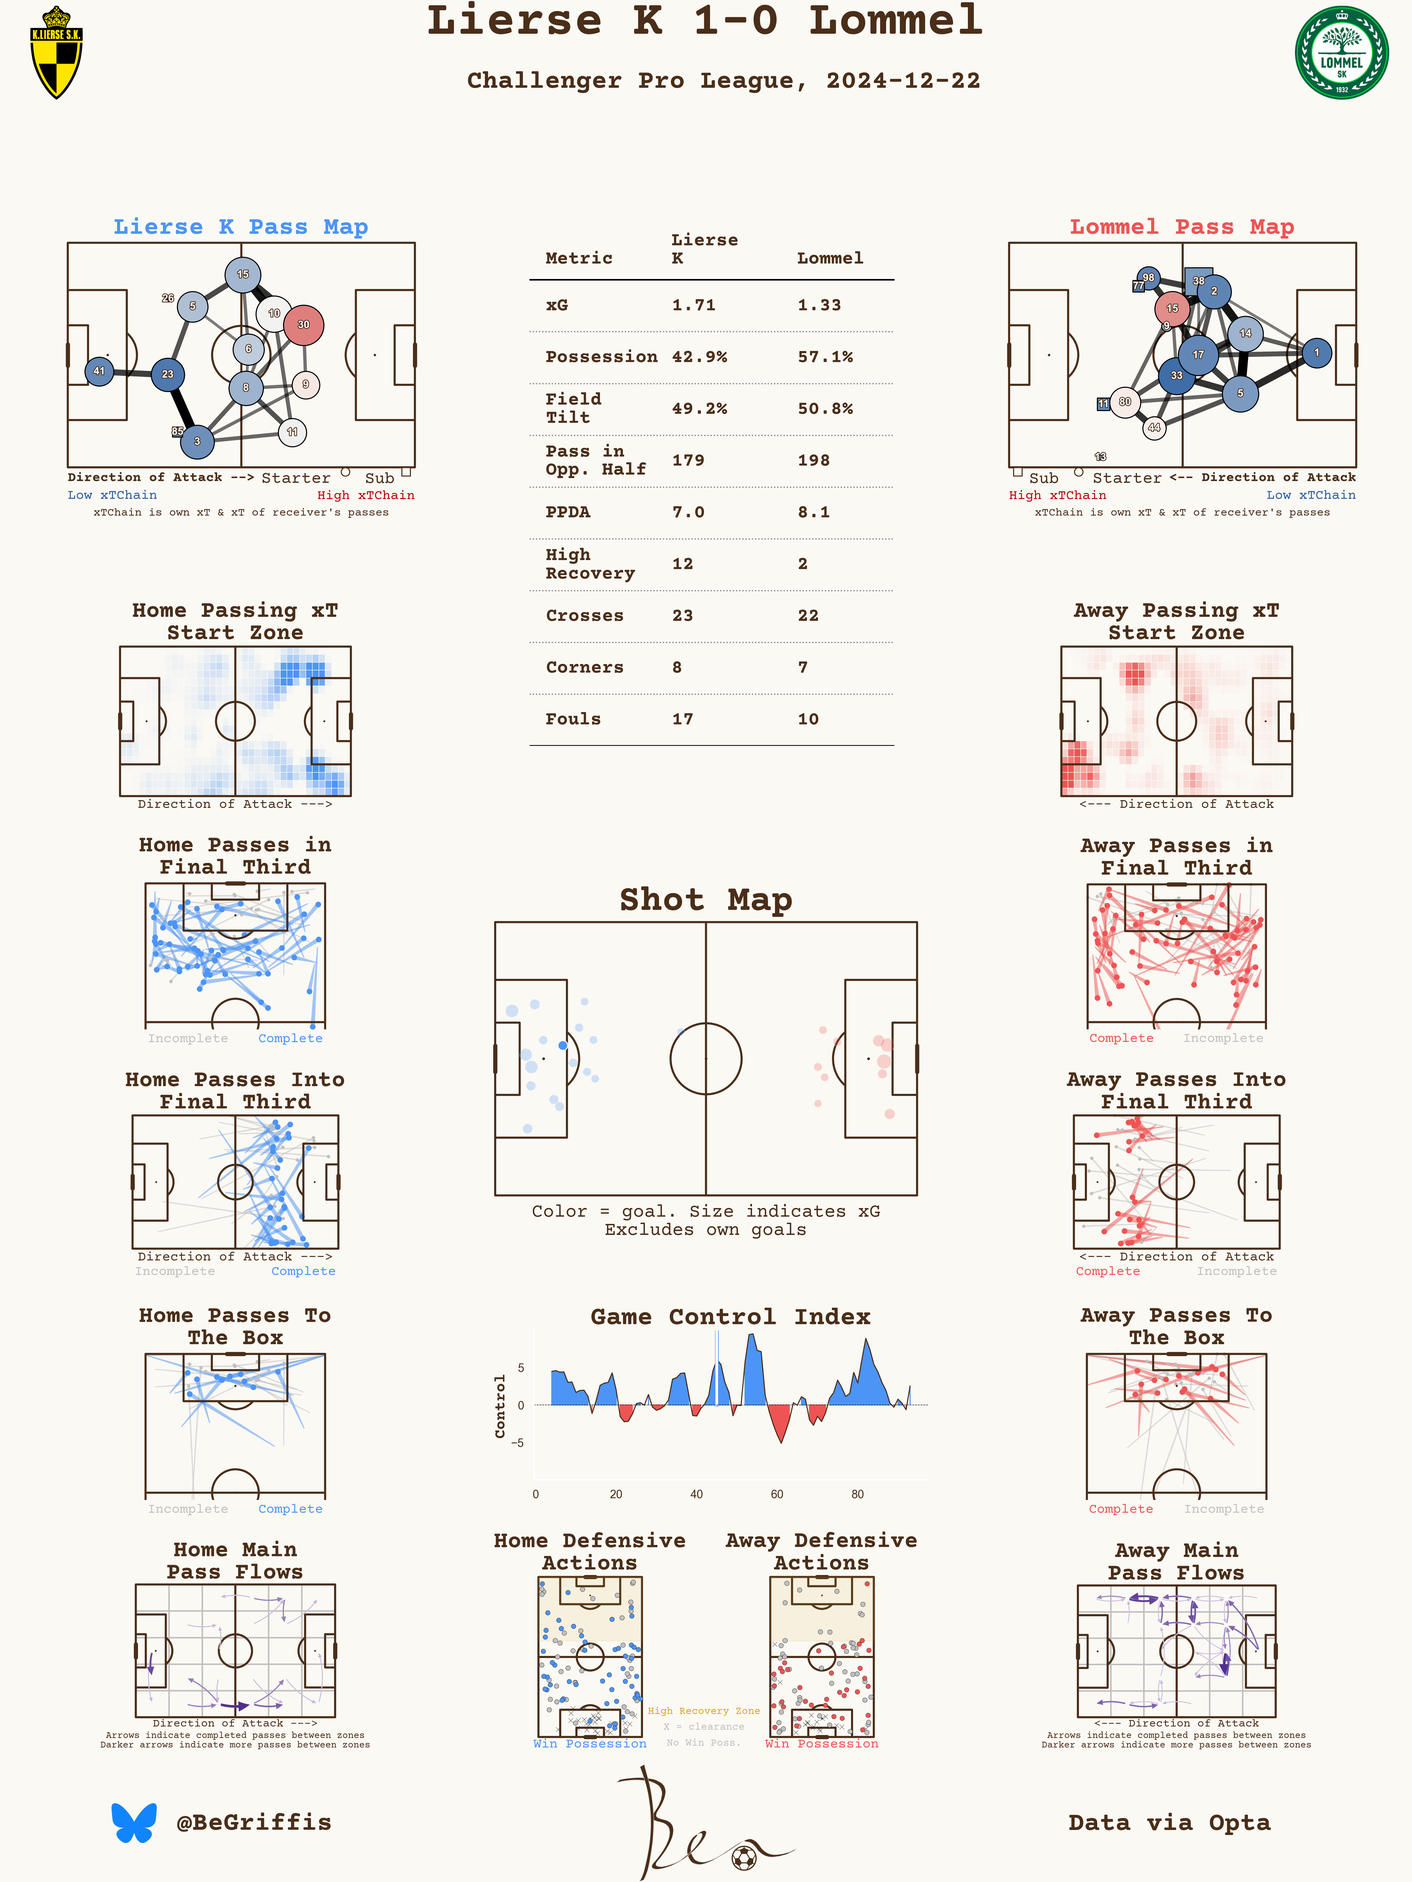 Lierse K 1-0 Lommel
Challenger Pro League, 2024-12-22
K.LIERSE S.K.
LOMMEL
SK
1932
Lierse K Pass Map
15
26
5
10
30
6
41
23
8
9
85
3
11
Direction of Attack --> Starter Sub
Low xTChain High xTChain
xTChain is own xT & xT of receiver's passes
Metric Lierse K Lommel
xG 1.71 1.33
Possession 42.9% 57.1%
Field Tilt 49.2% 50.8%
Pass in Opp. Half 179 198
PPDA 7.0 8.1
High Recovery 12 2
Crosses 23 22
Corners 8 7
Fouls 17 10
Lommel Pass Map
98
77
38
2
15
9
14
17
1
33
11
80
5
44
13
Sub Starter <-- Direction of Attack
High xTChain Low xTChain
xTChain is own xT & xT of receiver's passes
Home Passing xT
Start Zone
Direction of Attack --->
Away Passing xT
Start Zone
<--- Direction of Attack
Home Passes in
Final Third
Incomplete Complete
Away Passes in
Final Third
Complete Incomplete
Shot Map
Color = goal. Size indicates xG
Excludes own goals
Home Passes Into
Final Third
Direction of Attack --->
Incomplete Complete
Away Passes Into
Final Third
<--- Direction of Attack
Complete Incomplete
Home Passes To
The Box
Incomplete Complete
Game Control Index
Control
5
0
−5
0 20 40 60 80
Away Passes To
The Box
Complete Incomplete
Home Main
Pass Flows
Direction of Attack --->
Arrows indicate completed passes between zones
Darker arrows indicate more passes between zones
Home Defensive
Actions
Win Possession
Away Defensive
Actions
Win Possession
High Recovery Zone
X = clearance
No Win Poss.
Away Main
Pass Flows
<--- Direction of Attack
Arrows indicate completed passes between zones
Darker arrows indicate more passes between zones
@BeGriffis
Ben
Data via Opta